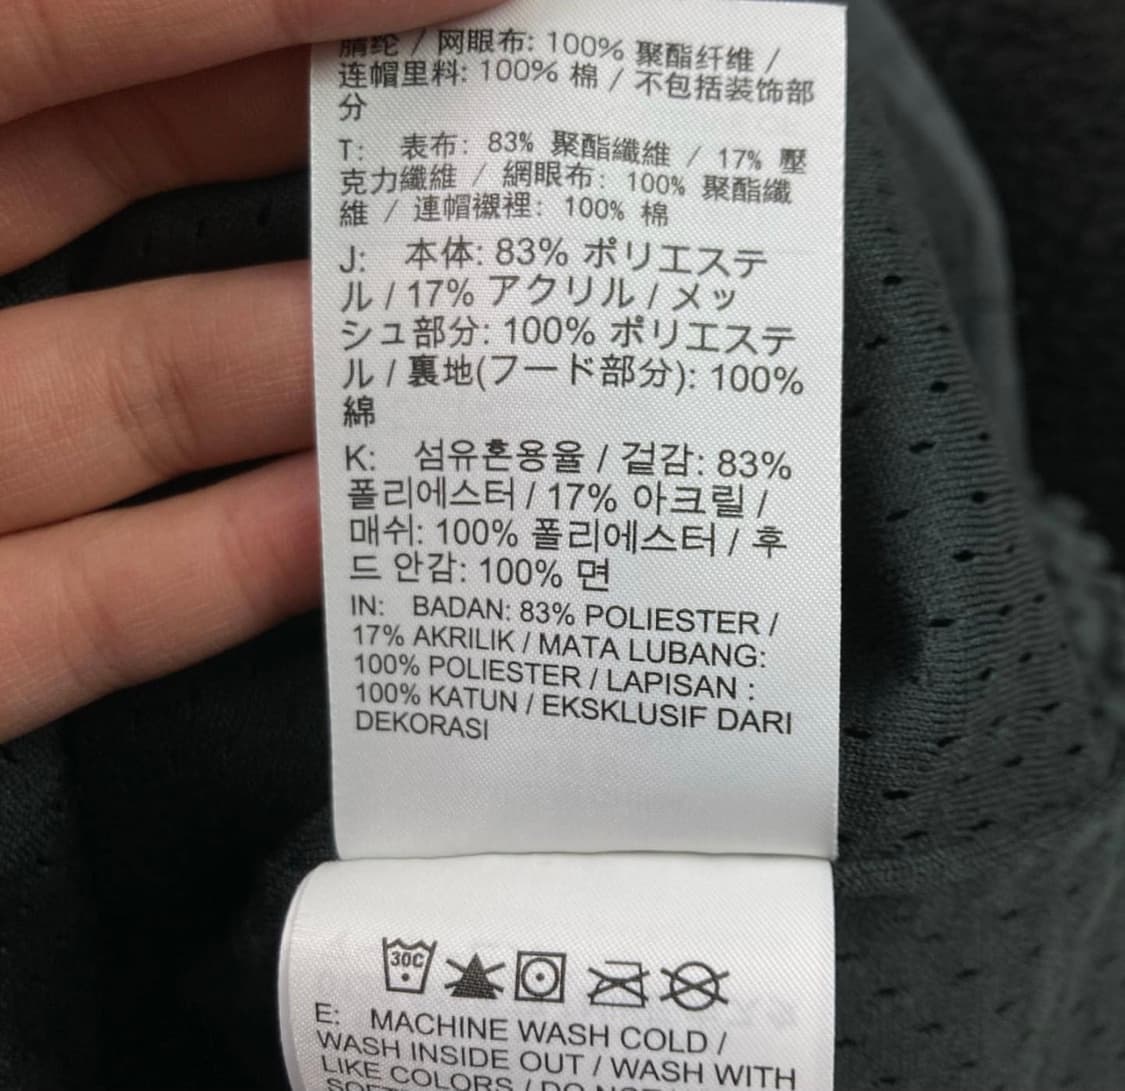 腈纶 / 网眼布: 100% 聚酯纤维 /
连帽里料: 100% 棉 / 不包括装饰部
分
T: 表布: 83% 聚酯纖維 / 17% 壓
克力纖維 / 網眼布: 100% 聚酯纖
維 / 連帽襯裡: 100% 棉
J: 本体: 83% ポリエステ
ル / 17% アクリル / メッ
シュ部分: 100% ポリエステ
ル / 裏地(フード部分): 100%
綿
K: 섬유혼용율 / 겉감: 83%
폴리에스터 / 17% 아크릴 /
매쉬: 100% 폴리에스터 / 후
드 안감: 100% 면
IN: BADAN: 83% POLIESTER /
17% AKRILIK / MATA LUBANG:
100% POLIESTER / LAPISAN :
100% KATUN / EKSKLUSIF DARI
DEKORASI
30C
E: MACHINE WASH COLD /
WASH INSIDE OUT / WASH WITH
LIKE COLORS / DO NOT